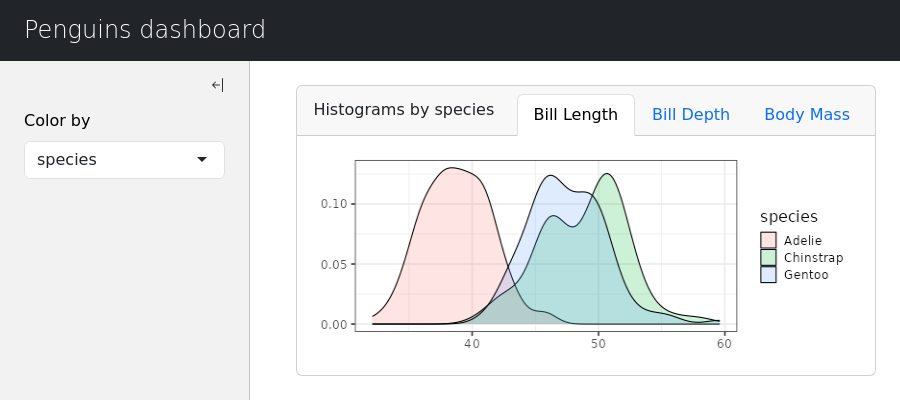 Penguins dashboard
Color by
species
Histograms by species
Bill Length
Bill Depth
Body Mass
0.10
0.05
0.00
40
50
60
species
Adelie
Chinstrap
Gentoo